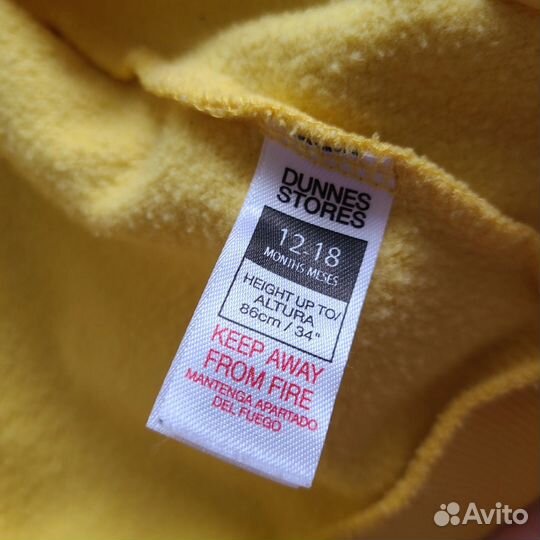 DUNNES
STORES
12-18
MONTHS MESES
HEIGHT UP TO/
ALTURA
86cm / 34"
KEEP AWAY
FROM FIRE
MANTENGA APARTADO
DEL FUEGO
Avito